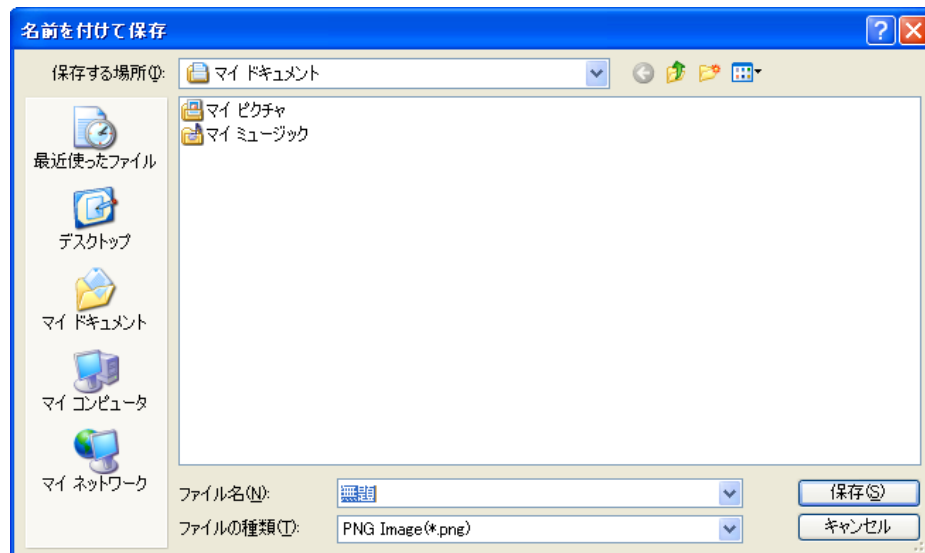 名前を付けて保存
保存する場所(I):
マイ ドキュメント
マイ ピクチャ
マイ ミュージック
最近使ったファイル
デスクトップ
マイ ドキュメント
マイ コンピュータ
マイ ネットワーク
ファイル名(N):
無題
保存(S)
ファイルの種類(T):
PNG Image(*.png)
キャンセル